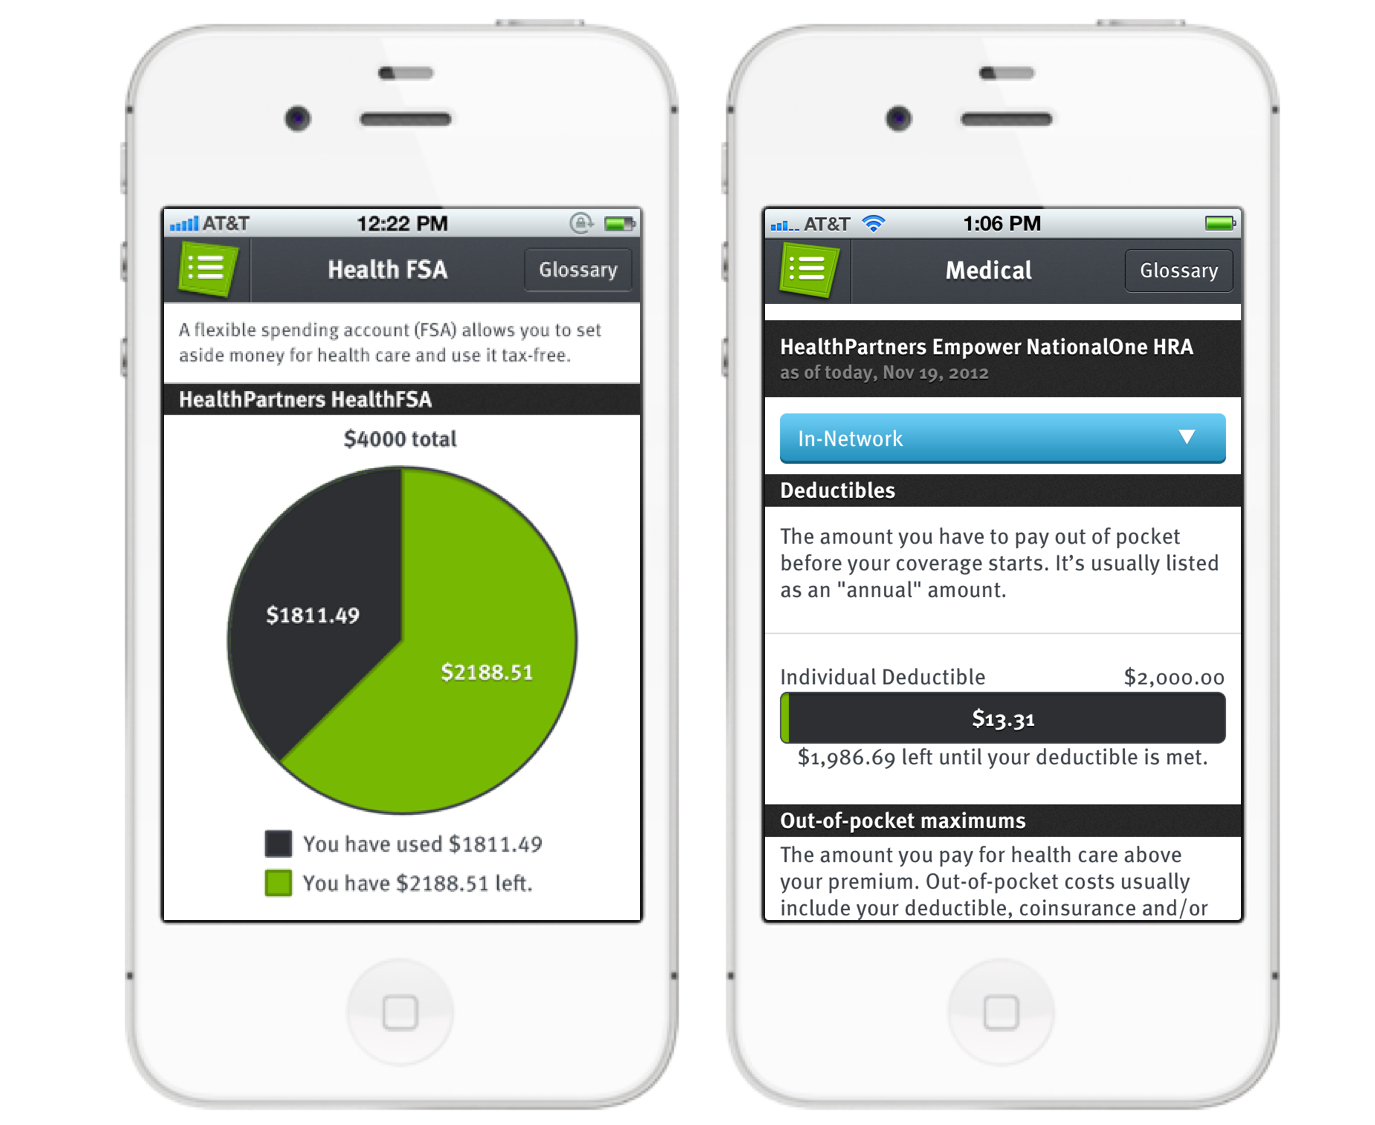 AT&T 12:22 PM
Health FSA Glossary
A flexible spending account (FSA) allows you to set
aside money for health care and use it tax-free.
HealthPartners HealthFSA
$4000 total
$1811.49
$2188.51
You have used $1811.49
You have $2188.51 left.
AT&T 1:06 PM
Medical Glossary
HealthPartners Empower NationalOne HRA
as of today, Nov 19, 2012
In-Network
Deductibles
The amount you have to pay out of pocket
before your coverage starts. It’s usually listed
as an "annual" amount.
Individual Deductible $2,000.00
$13.31
$1,986.69 left until your deductible is met.
Out-of-pocket maximums
The amount you pay for health care above
your premium. Out-of-pocket costs usually
include your deductible, coinsurance and/or